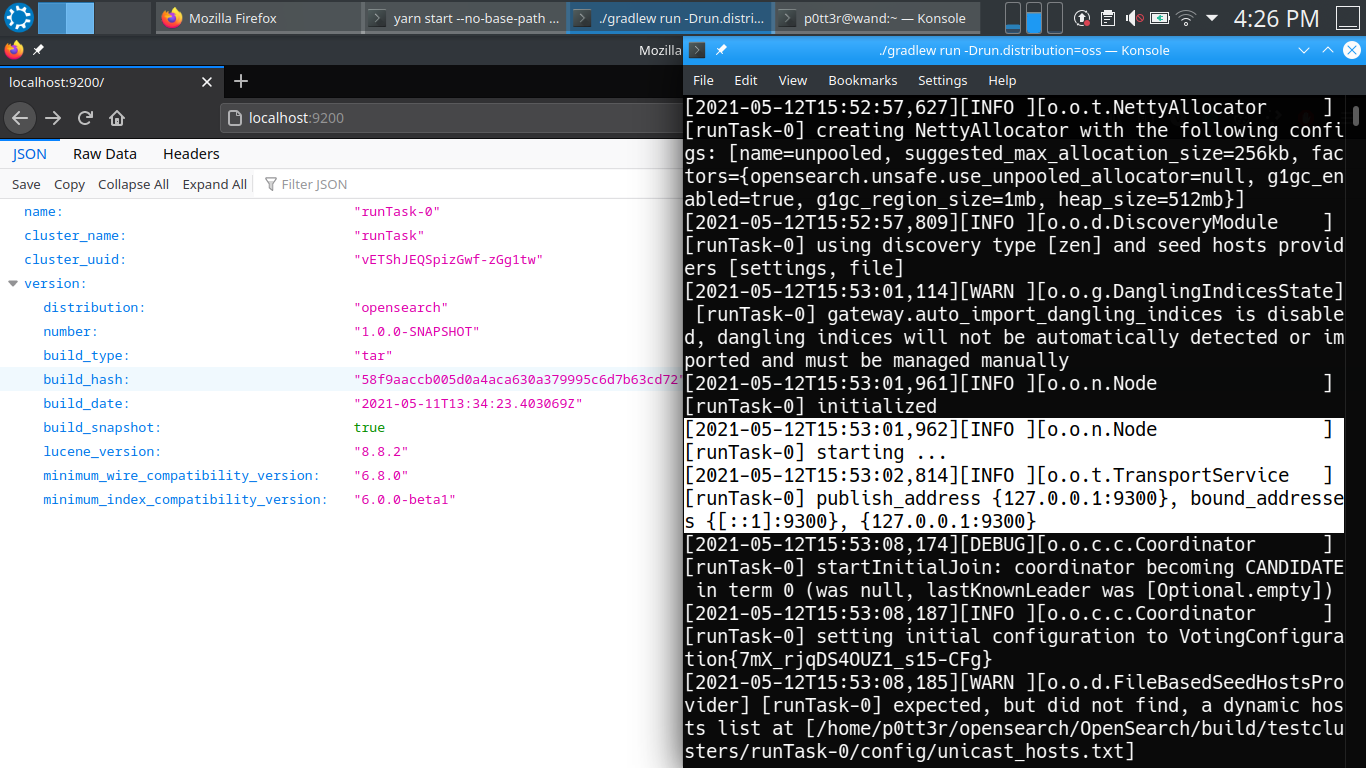 Mozilla Firefox
yarn start --no-base-path ...
./gradlew run -Drun.distri...
p0tt3r@wand:~ — Konsole
4:26 PM
Mozilla
localhost:9200/
localhost:9200
JSON
Raw Data
Headers
Save
Copy
Collapse All
Expand All
Filter JSON
name: "runTask-0"
cluster_name: "runTask"
cluster_uuid: "vETShJEQSpizGwf-zGg1tw"
version:
distribution: "opensearch"
number: "1.0.0-SNAPSHOT"
build_type: "tar"
build_hash: "58f9aaccb005d0a4aca630a379995c6d7b63cd72"
build_date: "2021-05-11T13:34:23.403069Z"
build_snapshot: true
lucene_version: "8.8.2"
minimum_wire_compatibility_version: "6.8.0"
minimum_index_compatibility_version: "6.0.0-beta1"
./gradlew run -Drun.distribution=oss — Konsole
File
Edit
View
Bookmarks
Settings
Help
[2021-05-12T15:52:57,627][INFO ][o.o.t.NettyAllocator     ]
[runTask-0] creating NettyAllocator with the following confi
gs: [name=unpooled, suggested_max_allocation_size=256kb, fac
tors={opensearch.unsafe.use_unpooled_allocator=null, g1gc_en
abled=true, g1gc_region_size=1mb, heap_size=512mb}]
[2021-05-12T15:52:57,809][INFO ][o.o.d.DiscoveryModule    ]
[runTask-0] using discovery type [zen] and seed hosts provid
ers [settings, file]
[2021-05-12T15:53:01,114][WARN ][o.o.g.DanglingIndicesState]
[runTask-0] gateway.auto_import_dangling_indices is disable
d, dangling indices will not be automatically detected or im
ported and must be managed manually
[2021-05-12T15:53:01,961][INFO ][o.o.n.Node               ]
[runTask-0] initialized
[2021-05-12T15:53:01,962][INFO ][o.o.n.Node               ]
[runTask-0] starting ...
[2021-05-12T15:53:02,814][INFO ][o.o.t.TransportService   ]
[runTask-0] publish_address {127.0.0.1:9300}, bound_addresse
s {[::1]:9300}, {127.0.0.1:9300}
[2021-05-12T15:53:08,174][DEBUG][o.o.c.c.Coordinator      ]
[runTask-0] startInitialJoin: coordinator becoming CANDIDATE
in term 0 (was null, lastKnownLeader was [Optional.empty])
[2021-05-12T15:53:08,187][INFO ][o.o.c.c.Coordinator      ]
[runTask-0] setting initial configuration to VotingConfigura
tion{7mX_rjqDS4OUZ1_s15-CFg}
[2021-05-12T15:53:08,185][WARN ][o.o.d.FileBasedSeedHostsPro
vider] [runTask-0] expected, but did not find, a dynamic hos
ts list at [/home/p0tt3r/opensearch/OpenSearch/build/testclu
sters/runTask-0/config/unicast_hosts.txt]